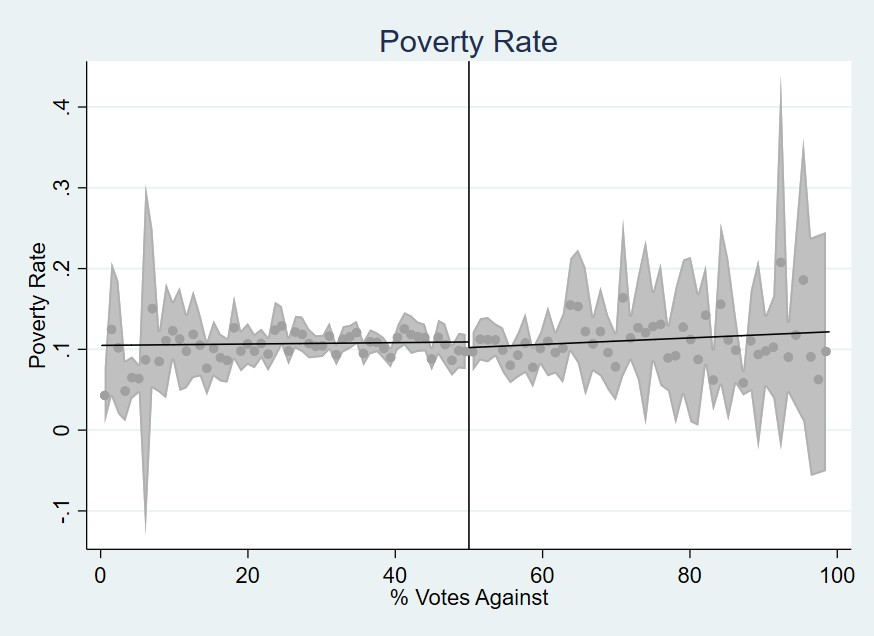 Poverty Rate
Poverty Rate
.4
.3
.2
.1
0
-.1
0 20 40 60 80 100
% Votes Against